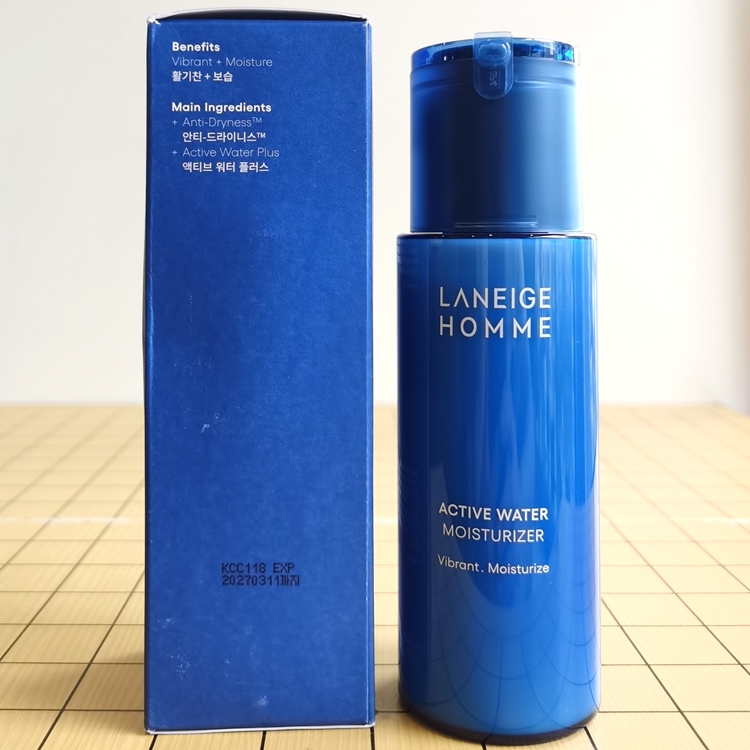 Benefits
Vibrant + Moisture
활기찬 + 보습
Main Ingredients
+ Anti-Dryness™
안티-드라이니스™
+ Active Water Plus
액티브 워터 플러스
KCC118 EXP
20270311까지
LANEIGE
HOMME
ACTIVE WATER
MOISTURIZER
Vibrant. Moisturize